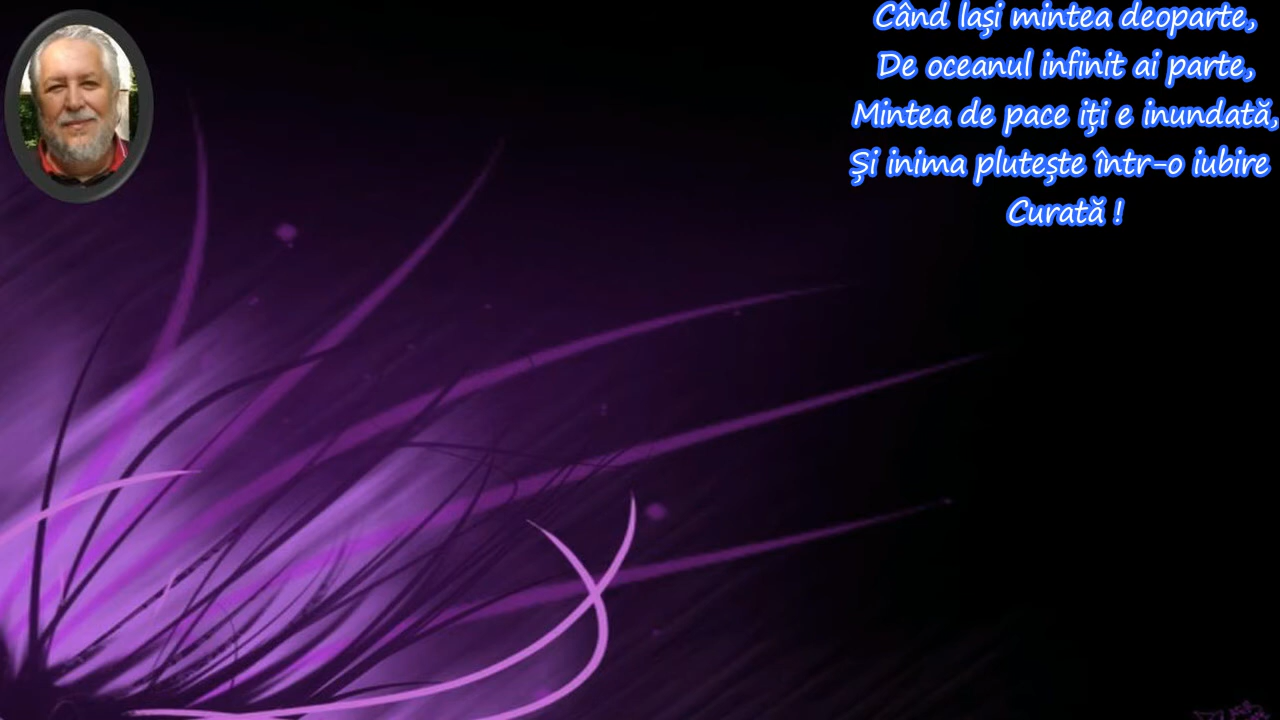 Când lași mintea deoparte,
De oceanul infinit ai parte,
Mintea de pace iți e inundată,
Și inima plutește într-o iubire
Curată !